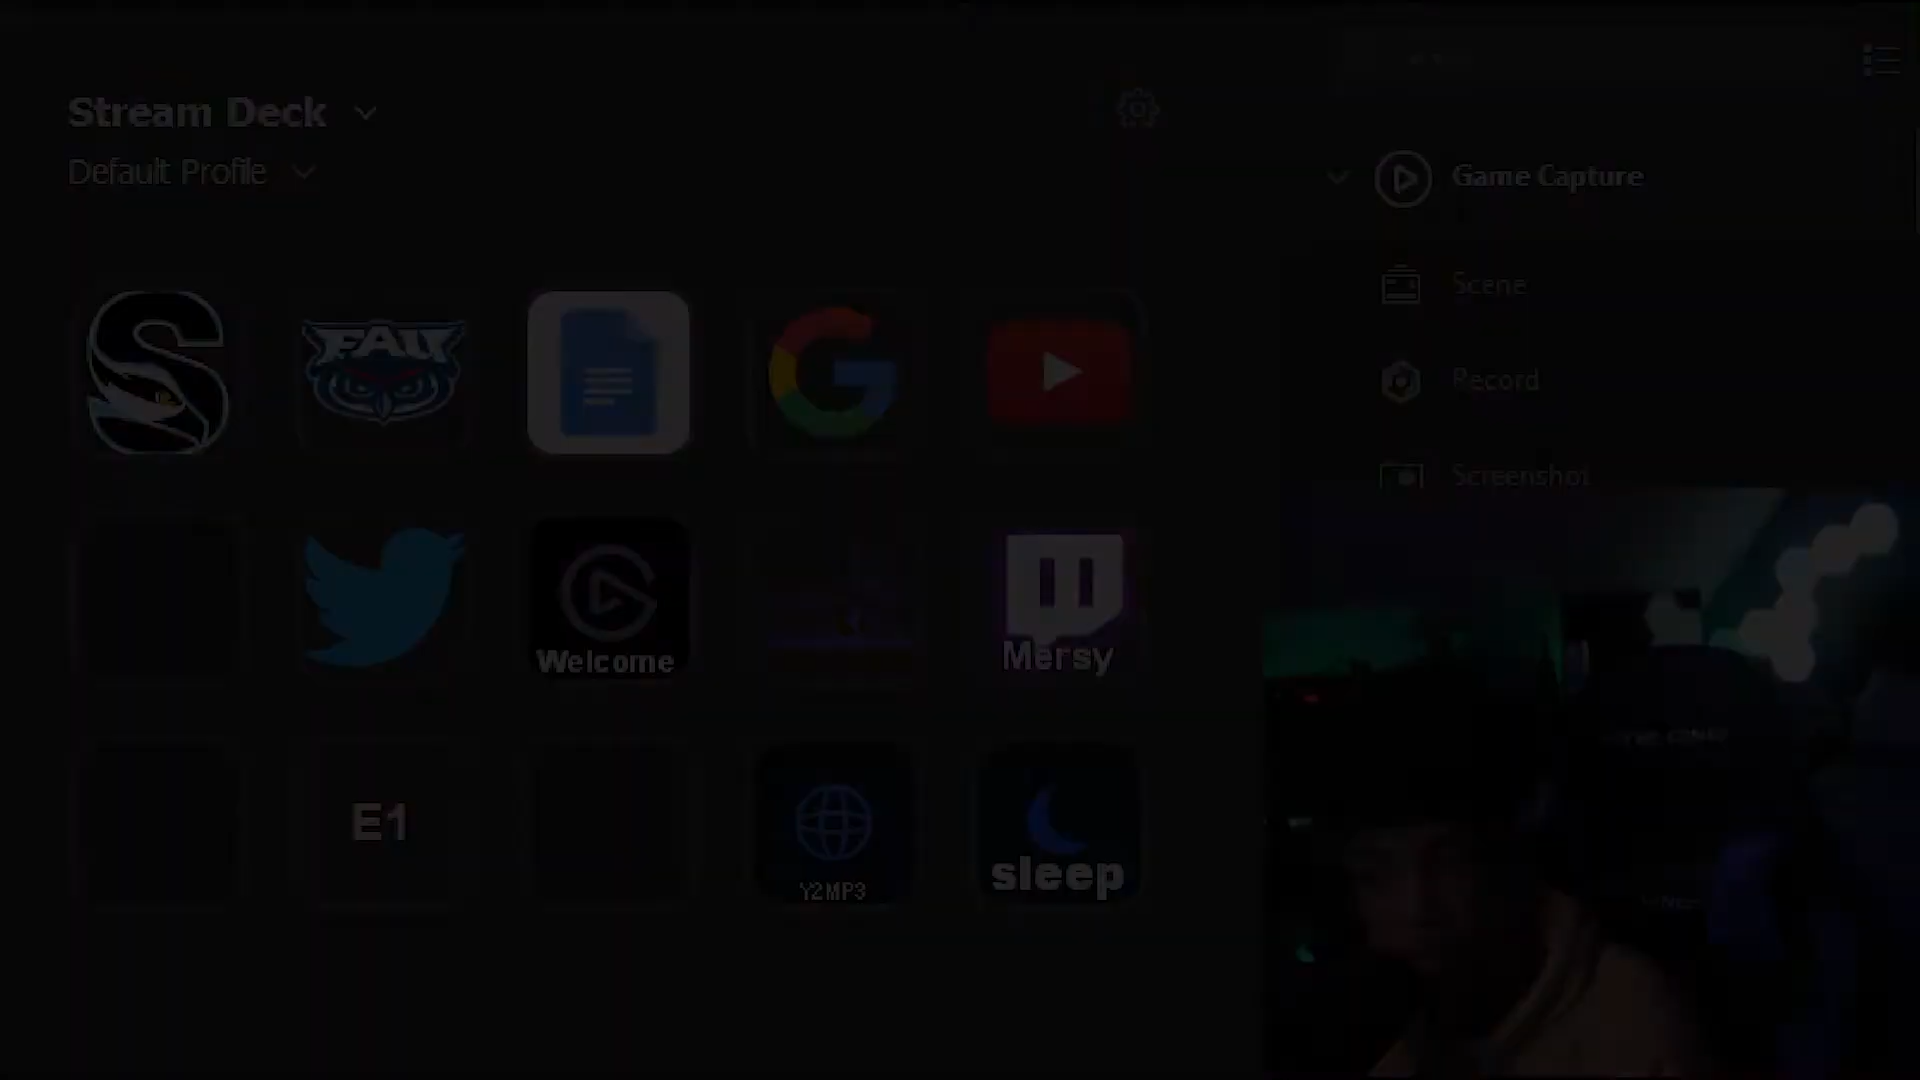 Stream Deck
Default Profile
Game Capture
Scene
Record
Screenshot
FAU
Welcome
Mersy
E1
Y2MP3
sleep